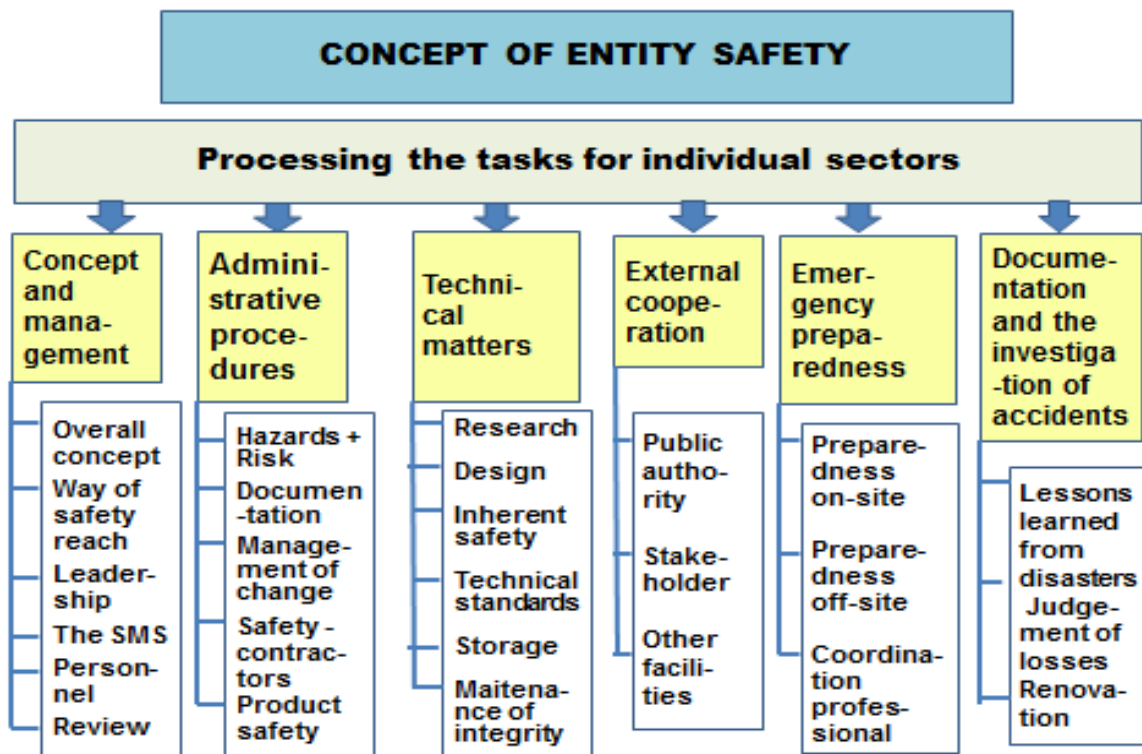 CONCEPT OF ENTITY SAFETY
Processing the tasks for individual sectors
Concept
and
mana-
gement
Overall
concept
Way of
safety
reach
Leader-
ship
The SMS
Person-
nel
Review
Admini-
strative
proce-
dures
Hazards +
Risk
Documen
-tation
Manage-
ment of
change
Safety -
contrac-
tors
Product
safety
Techni-
cal
matters
Research
Design
Inherent
safety
Technical
standards
Storage
Maitena-
nce of
integrity
External
coope-
ration
Public
autho-
rity
Stake-
holder
Other
facili-
ties
Emer-
gency
prepa-
redness
Prepare-
dness
on-site
Prepare-
dness
off-site
Coordina-
tion
profes-
sional
Docume-
ntation
and the
investiga
-tion of
accidents
Lessons
learned
from
disasters
Judge-
ment of
losses
Renova-
tion